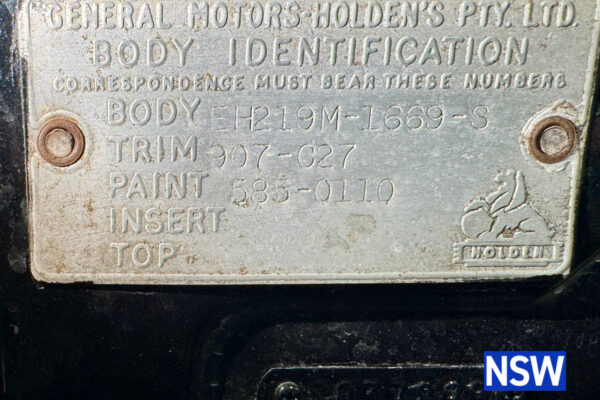 GENERAL MOTORS-HOLDEN'S PTY. LTD.
BODY IDENTIFICATION
CORRESPONDENCE MUST BEAR THESE NUMBERS
BODY EH219M-1669-S
TRIM 907-C27
PAINT 585-0110
INSERT
TOP
HOLDEN
NSW